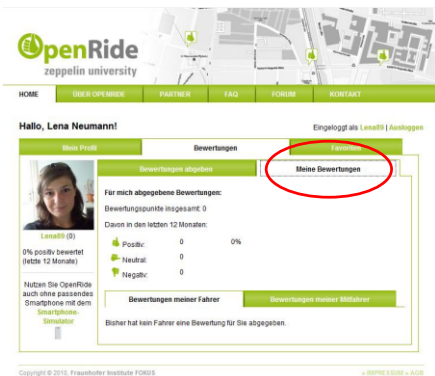 OpenRide
zeppelin university
HOME ÜBER OPENRIDE PARTNER FAQ FORUM KONTAKT
Hallo, Lena Neumann!
Eingeloggt als Lena89 | Ausloggen
Mein Profil Bewertungen Favoriten
Bewertungen abgeben Meine Bewertungen
Für mich abgegebene Bewertungen:
Bewertungspunkte insgesamt: 0
Davon in den letzten 12 Monaten:
Positiv: 0 0%
Neutral: 0
Negativ: 0
Lena89 (0)
0% positiv bewertet
(letzte 12 Monate)
Nutzen Sie OpenRide
auch ohne passendes
Smartphone mit dem
Smartphone-
Simulator
Bewertungen meiner Fahrer Bewertungen meiner Mitfahrer
Bisher hat kein Fahrer eine Bewertung für Sie abgegeben.
Copyright © 2010, Fraunhofer Institute FOKUS
» IMPRESSUM » AGB